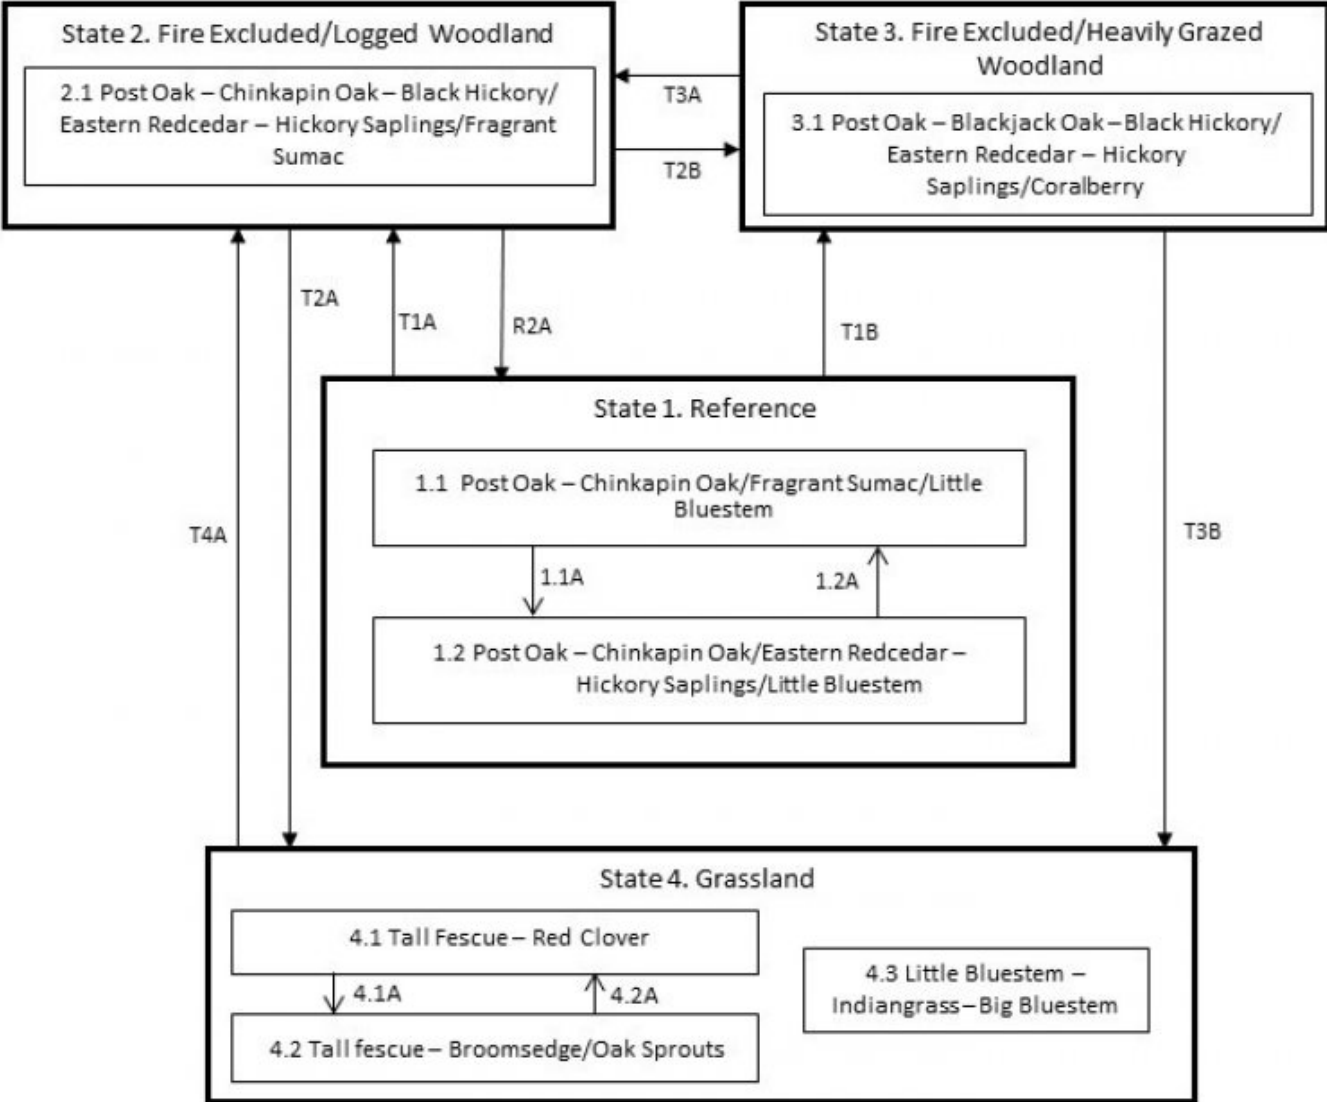 State 2. Fire Excluded/Logged Woodland
2.1 Post Oak – Chinkapin Oak – Black Hickory/
Eastern Redcedar – Hickory Saplings/Fragrant
Sumac
State 3. Fire Excluded/Heavily Grazed
Woodland
3.1 Post Oak – Blackjack Oak – Black Hickory/
Eastern Redcedar – Hickory
Saplings/Coralberry
T3A
T2B
T2A
T1A
R2A
T1B
State 1. Reference
1.1 Post Oak – Chinkapin Oak/Fragrant Sumac/Little
Bluestem
1.1A
1.2A
1.2 Post Oak – Chinkapin Oak/Eastern Redcedar –
Hickory Saplings/Little Bluestem
T4A
T3B
State 4. Grassland
4.1 Tall Fescue – Red Clover
4.1A
4.2A
4.2 Tall fescue – Broomsedge/Oak Sprouts
4.3 Little Bluestem –
Indiangrass – Big Bluestem